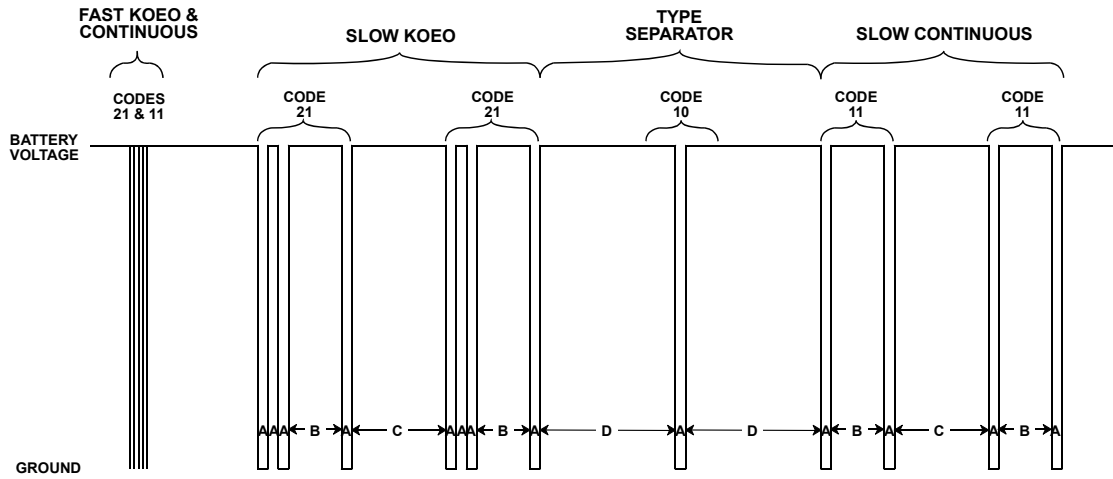 FAST KOEO &
CONTINUOUS
SLOW KOEO
TYPE
SEPARATOR
SLOW CONTINUOUS
CODES
21 & 11
CODE
21
CODE
21
CODE
10
CODE
11
CODE
11
BATTERY
VOLTAGE
A A A B A C A A A B A D A D A B A C A B A
GROUND